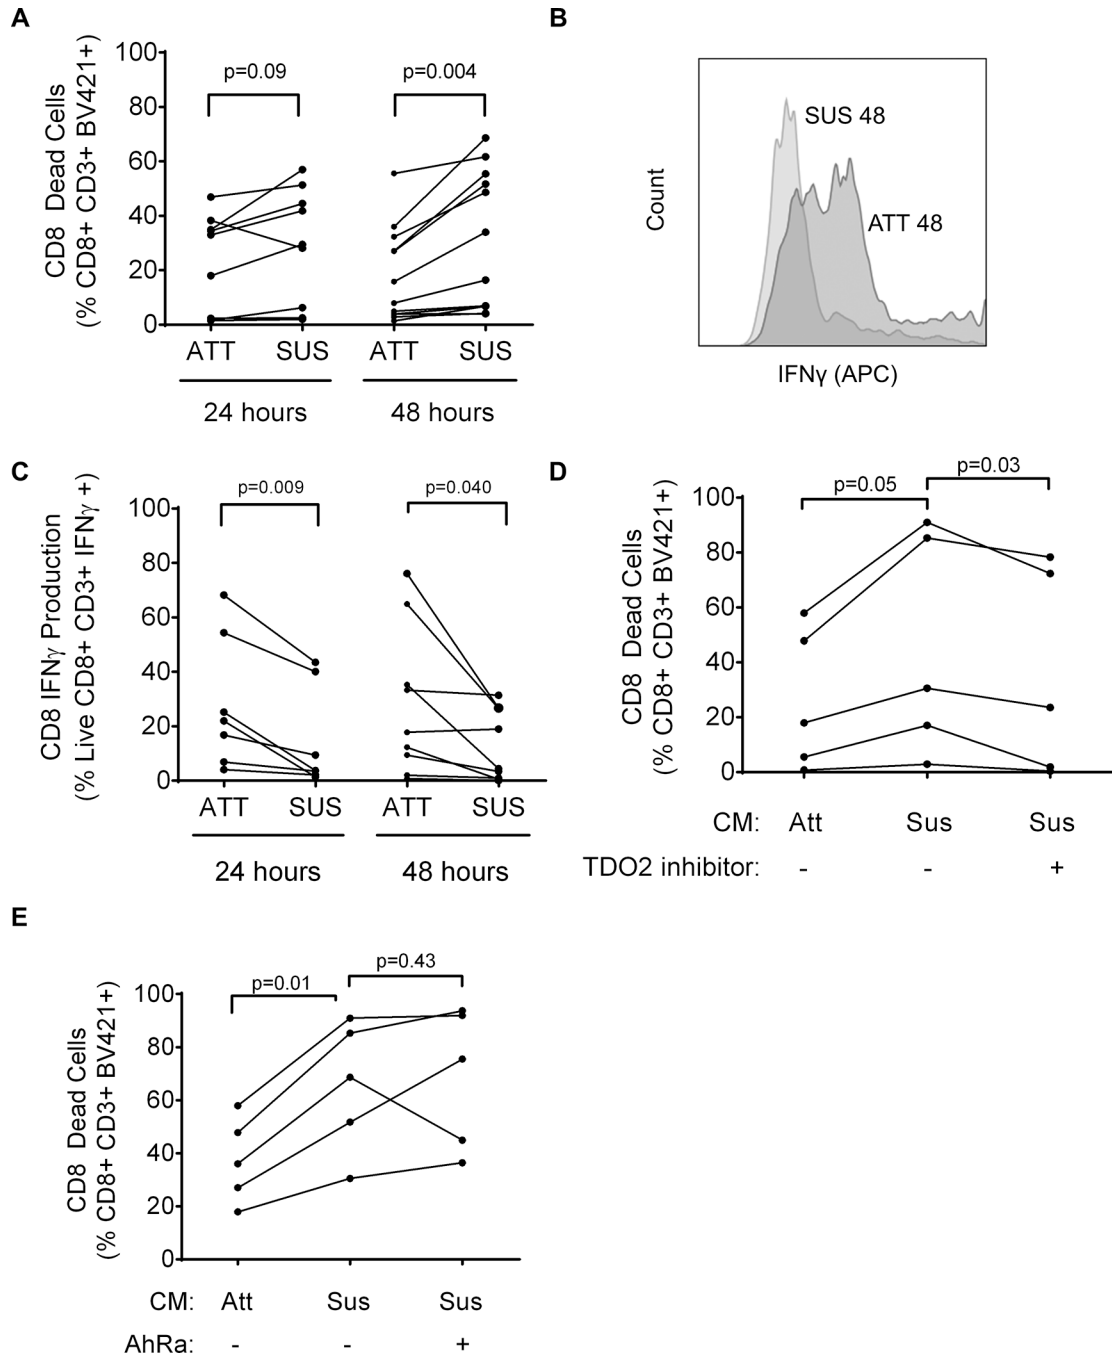 A
CD8 Dead Cells
(% CD8+ CD3+ BV421+)
100
80
60
40
20
0
p=0.09
p=0.004
ATT SUS ATT SUS
24 hours 48 hours
B
Count
SUS 48
ATT 48
IFNγ (APC)
C
CD8 IFNγ Production
(% Live CD8+ CD3+ IFNγ +)
100
80
60
40
20
0
p=0.009
p=0.040
ATT SUS ATT SUS
24 hours 48 hours
D
CD8 Dead Cells
(% CD8+ CD3+ BV421+)
100
80
60
40
20
0
p=0.05
p=0.03
CM: Att Sus Sus
TDO2 inhibitor: - - +
E
CD8 Dead Cells
(% CD8+ CD3+ BV421+)
100
80
60
40
20
0
p=0.01
p=0.43
CM: Att Sus Sus
AhRa: - - +